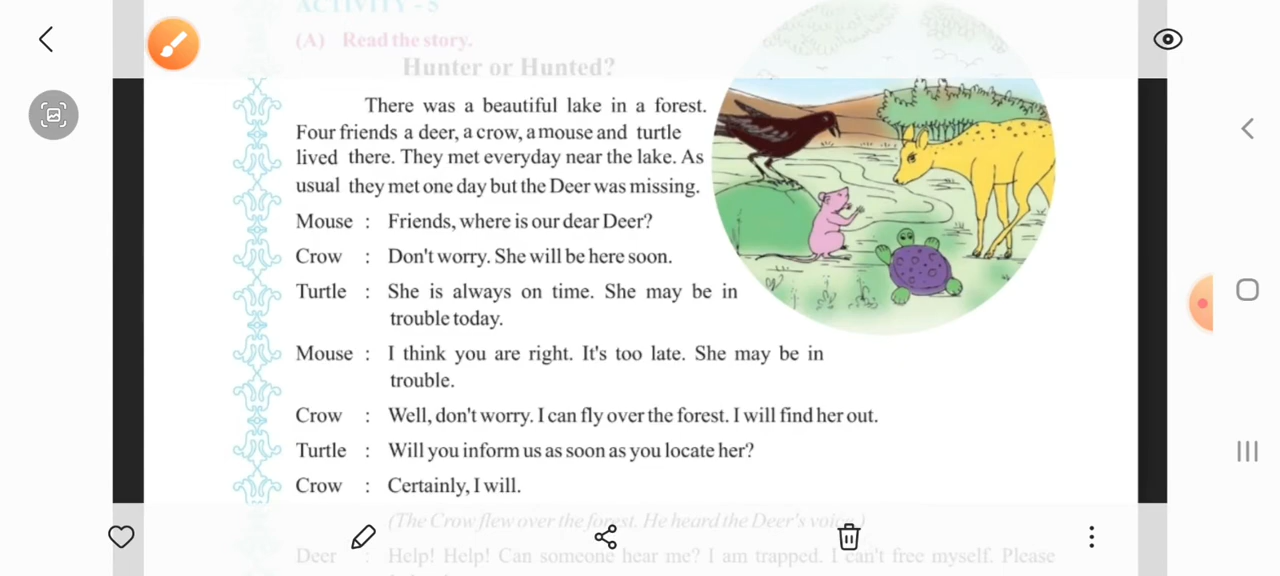 ACTIVITY - 5
(A) Read the story.
Hunter or Hunted?
There was a beautiful lake in a forest.
Four friends a deer, a crow, a mouse and turtle
lived there. They met everyday near the lake. As
usual they met one day but the Deer was missing.
Mouse : Friends, where is our dear Deer?
Crow : Don't worry. She will be here soon.
Turtle : She is always on time. She may be in
trouble today.
Mouse : I think you are right. It's too late. She may be in
trouble.
Crow : Well, don't worry. I can fly over the forest. I will find her out.
Turtle : Will you inform us as soon as you locate her?
Crow : Certainly, I will.
(The Crow flew over the forest. He heard the Deer's voice.)
Deer : Help! Help! Can someone hear me? I am trapped. I can't free myself. Please